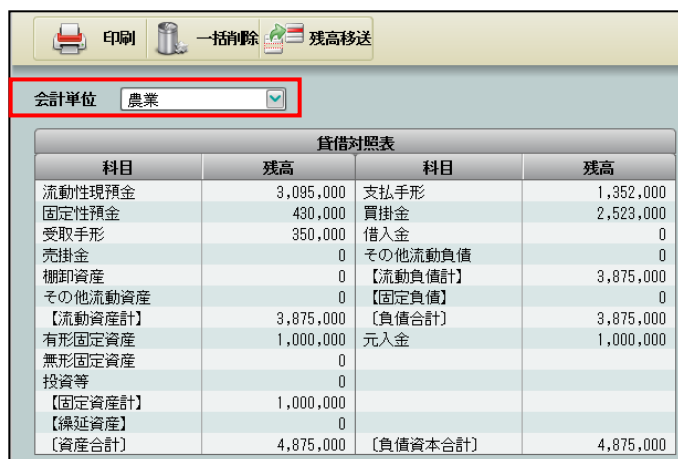 印刷 一括削除 残高移送
会計単位 農業
貸借対照表
科目 残高 科目 残高
流動性現預金 3,095,000 支払手形 1,352,000
固定性預金 430,000 買掛金 2,523,000
受取手形 350,000 借入金 0
売掛金 0 その他流動負債 0
棚卸資産 0 【流動負債計】 3,875,000
その他流動資産 0 【固定負債】 0
【流動資産計】 3,875,000 〔負債合計〕 3,875,000
有形固定資産 1,000,000 元入金 1,000,000
無形固定資産 0
投資等 0
【固定資産計】 1,000,000
【繰延資産】 0
〔資産合計〕 4,875,000 〔負債資本合計〕 4,875,000